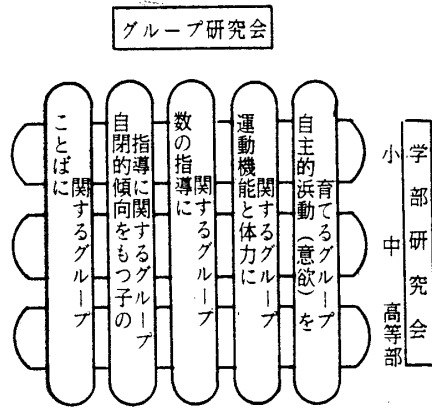 グループ研究会
学部研究会
小
中
高等部
自主的浜動（意欲）を
育てるグループ
運動機能と体力に
関するグループ
数の指導に
関するグループ
自閉的傾向をもつ子の
指導に関するグループ
ことばに
関するグループ